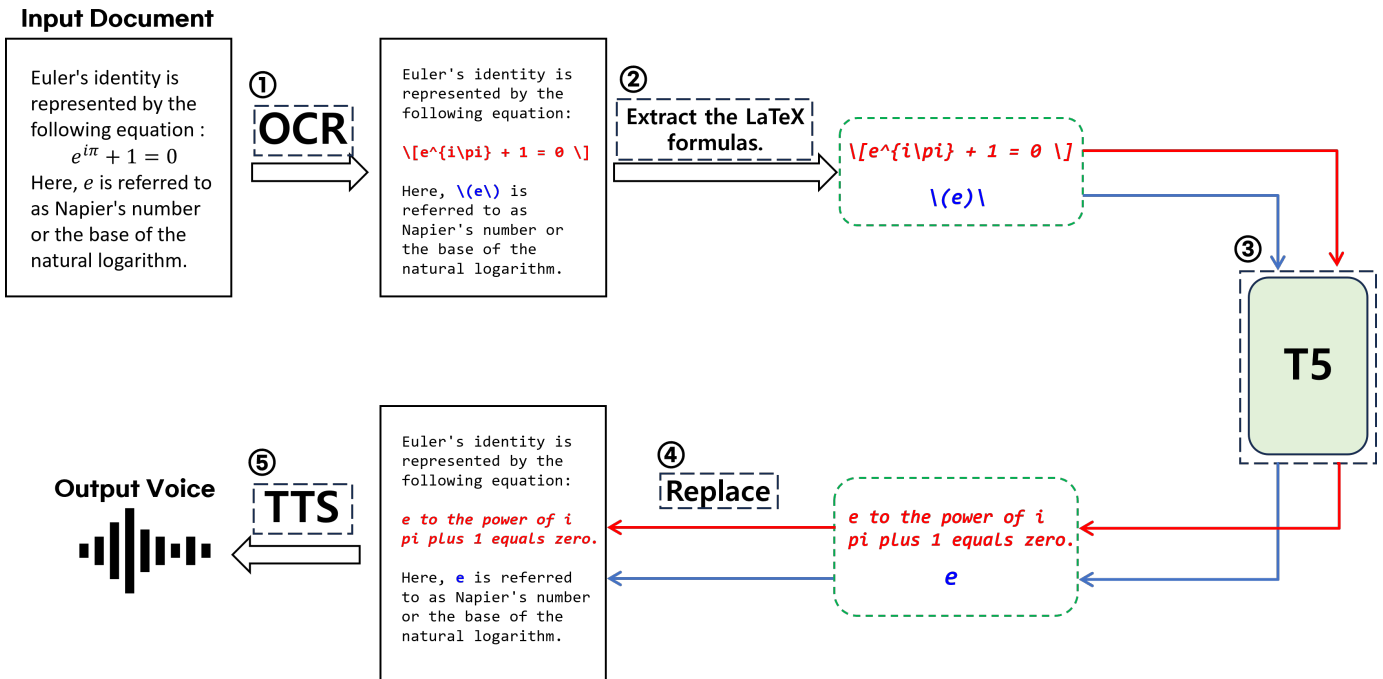 Input Document
Euler's identity is
represented by the
following equation :
e^{iπ} + 1 = 0
Here, e is referred to
as Napier's number
or the base of the
natural logarithm.
①
OCR
Euler's identity is
represented by the
following equation:
\[e^{i\pi} + 1 = 0 \]
Here, \(e\) is
referred to as
Napier's number or
the base of the
natural logarithm.
②
Extract the LaTeX
formulas.
\[e^{i\pi} + 1 = 0 \]
\(e)\
③
T5
e to the power of i
pi plus 1 equals zero.
e
④
Replace
Euler's identity is
represented by the
following equation:
e to the power of i
pi plus 1 equals zero.
Here, e is referred
to as Napier's number
or the base of the
natural logarithm.
⑤
TTS
Output Voice